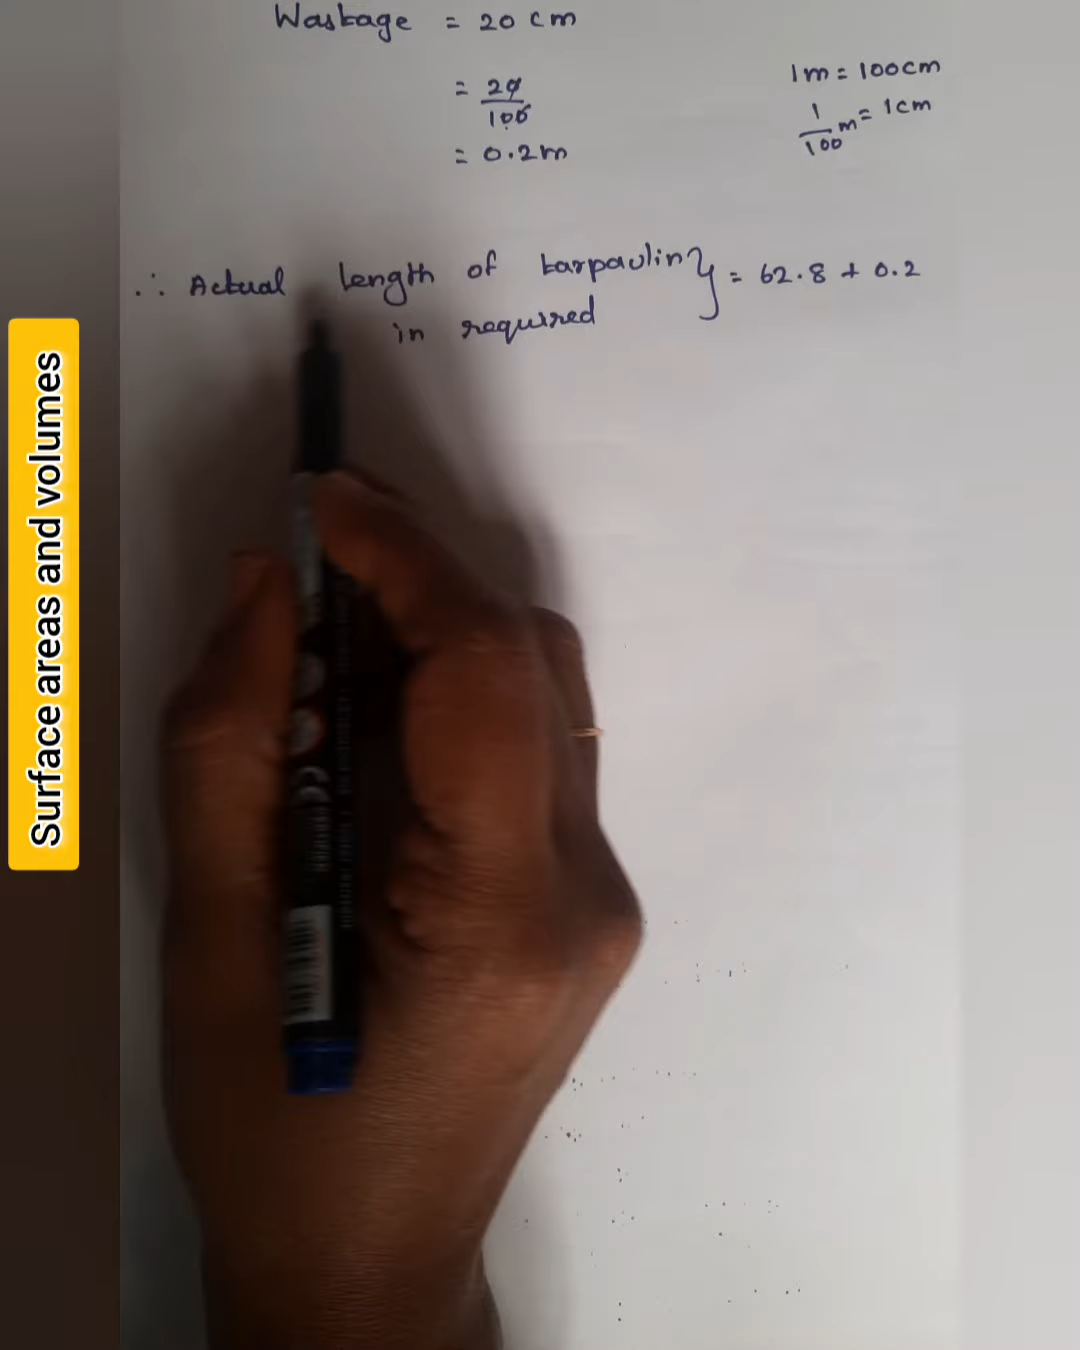 Wastage = 20 cm
= 20/100
= 0.2m
1m = 100cm
1/100 m = 1cm
∴ Actual length of tarpaulin } = 62.8 + 0.2
in required
Surface areas and volumes